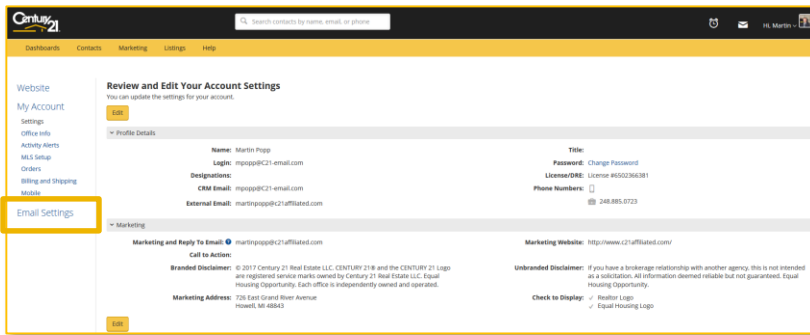 Century 21
Search contacts by name, email, or phone
Hi, Martin
Dashboards Contacts Marketing Listings Help
Website
My Account
Settings
Office Info
Activity Alerts
MLS Setup
Orders
Billing and Shipping
Mobile
Email Settings
Review and Edit Your Account Settings
You can update the settings for your account.
Edit
Profile Details
Name: Martin Popp
Title:
Login: mpopp@C21-email.com
Password: Change Password
Designations:
License/DRE: License #6502366381
CRM Email: mpopp@C21-email.com
Phone Numbers:
External Email: martinpopp@c21affiliated.com
248.885.0723
Marketing
Marketing and Reply To Email: martinpopp@c21affiliated.com
Marketing Website: http://www.c21affiliated.com/
Call to Action:
Branded Disclaimer: © 2017 Century 21 Real Estate LLC. CENTURY 21® and the CENTURY 21 Logo
are registered service marks owned by Century 21 Real Estate LLC. Equal
Housing Opportunity. Each office is independently owned and operated.
Unbranded Disclaimer: If you have a brokerage relationship with another agency, this is not intended
as a solicitation. All information deemed reliable but not guaranteed. Equal
Housing Opportunity.
Marketing Address: 726 East Grand River Avenue
Howell, MI 48843
Check to Display: ✓ Realtor Logo
✓ Equal Housing Logo
Edit